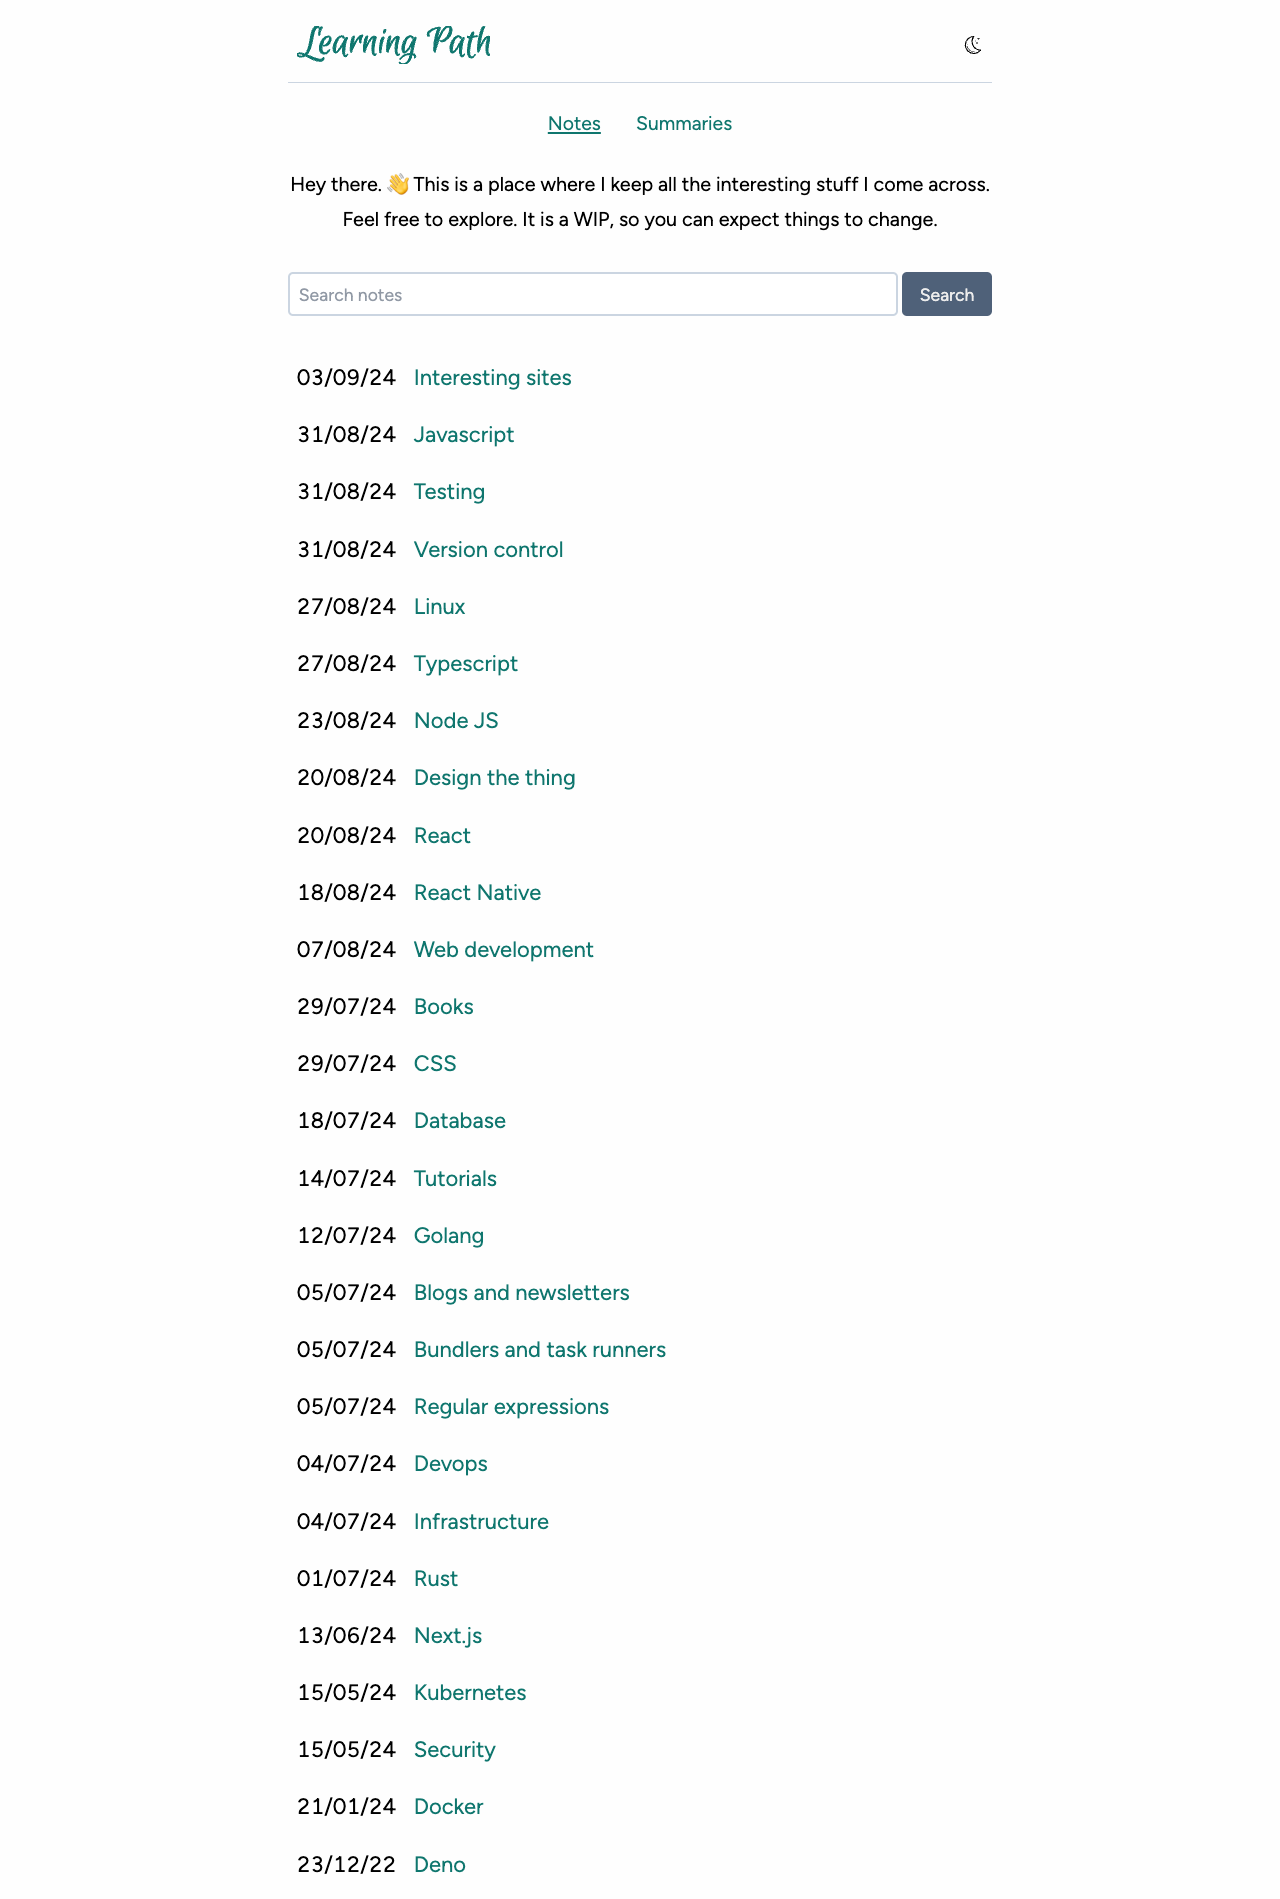 Learning Path
Notes Summaries
Hey there. 👋 This is a place where I keep all the interesting stuff I come across.
Feel free to explore. It is a WIP, so you can expect things to change.
Search notes Search
03/09/24 Interesting sites
31/08/24 Javascript
31/08/24 Testing
31/08/24 Version control
27/08/24 Linux
27/08/24 Typescript
23/08/24 Node JS
20/08/24 Design the thing
20/08/24 React
18/08/24 React Native
07/08/24 Web development
29/07/24 Books
29/07/24 CSS
18/07/24 Database
14/07/24 Tutorials
12/07/24 Golang
05/07/24 Blogs and newsletters
05/07/24 Bundlers and task runners
05/07/24 Regular expressions
04/07/24 Devops
04/07/24 Infrastructure
01/07/24 Rust
13/06/24 Next.js
15/05/24 Kubernetes
15/05/24 Security
21/01/24 Docker
23/12/22 Deno